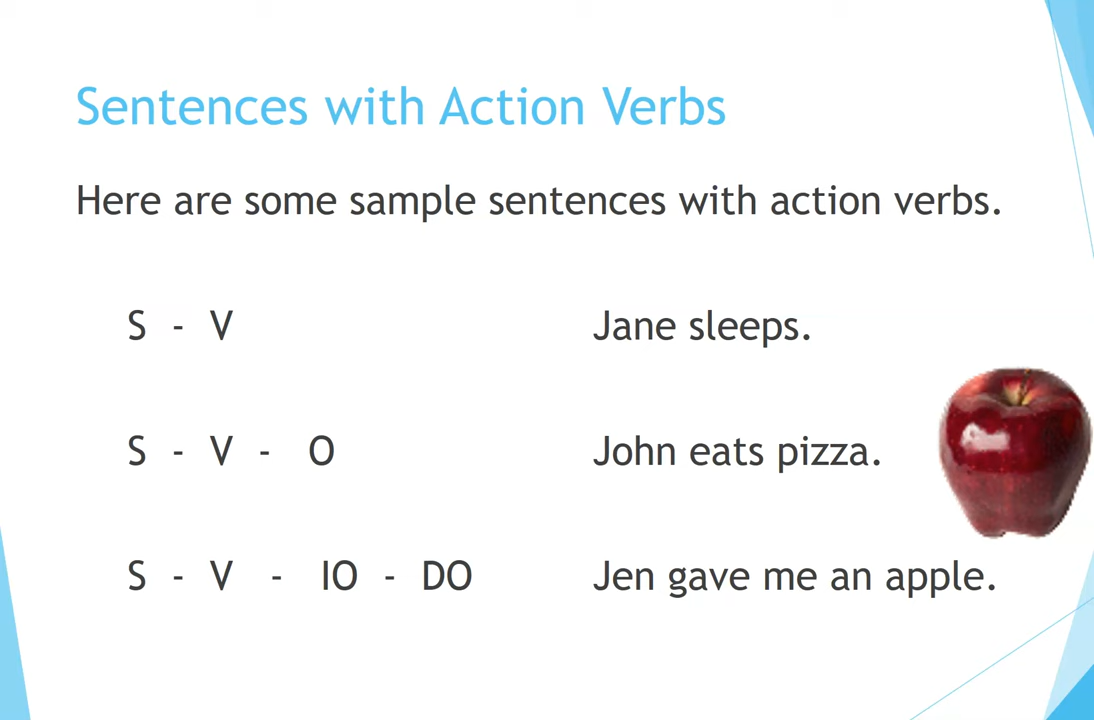 Sentences with Action Verbs
Here are some sample sentences with action verbs.
S - V Jane sleeps.
S - V - O John eats pizza.
S - V - IO - DO Jen gave me an apple.